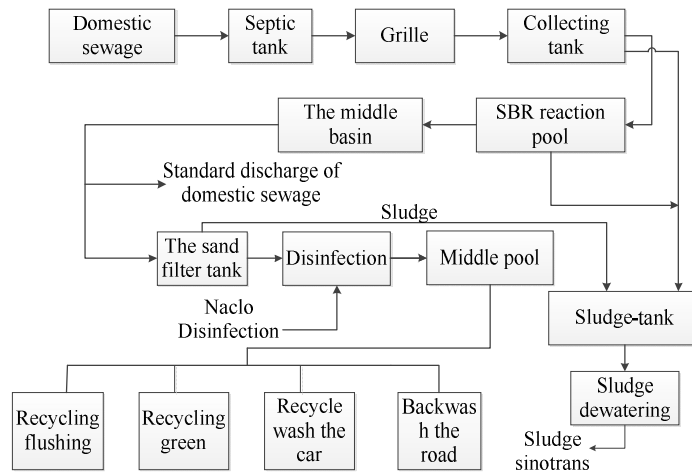 Domestic
sewage
Septic
tank
Grille
Collecting
tank
The middle
basin
SBR reaction
pool
Standard discharge of
domestic sewage
Sludge
The sand
filter tank
Disinfection
Middle pool
Naclo
Disinfection
Sludge-tank
Recycling
flushing
Recycling
green
Recycle
wash the
car
Backwas
h the
road
Sludge
dewatering
Sludge
sinotrans